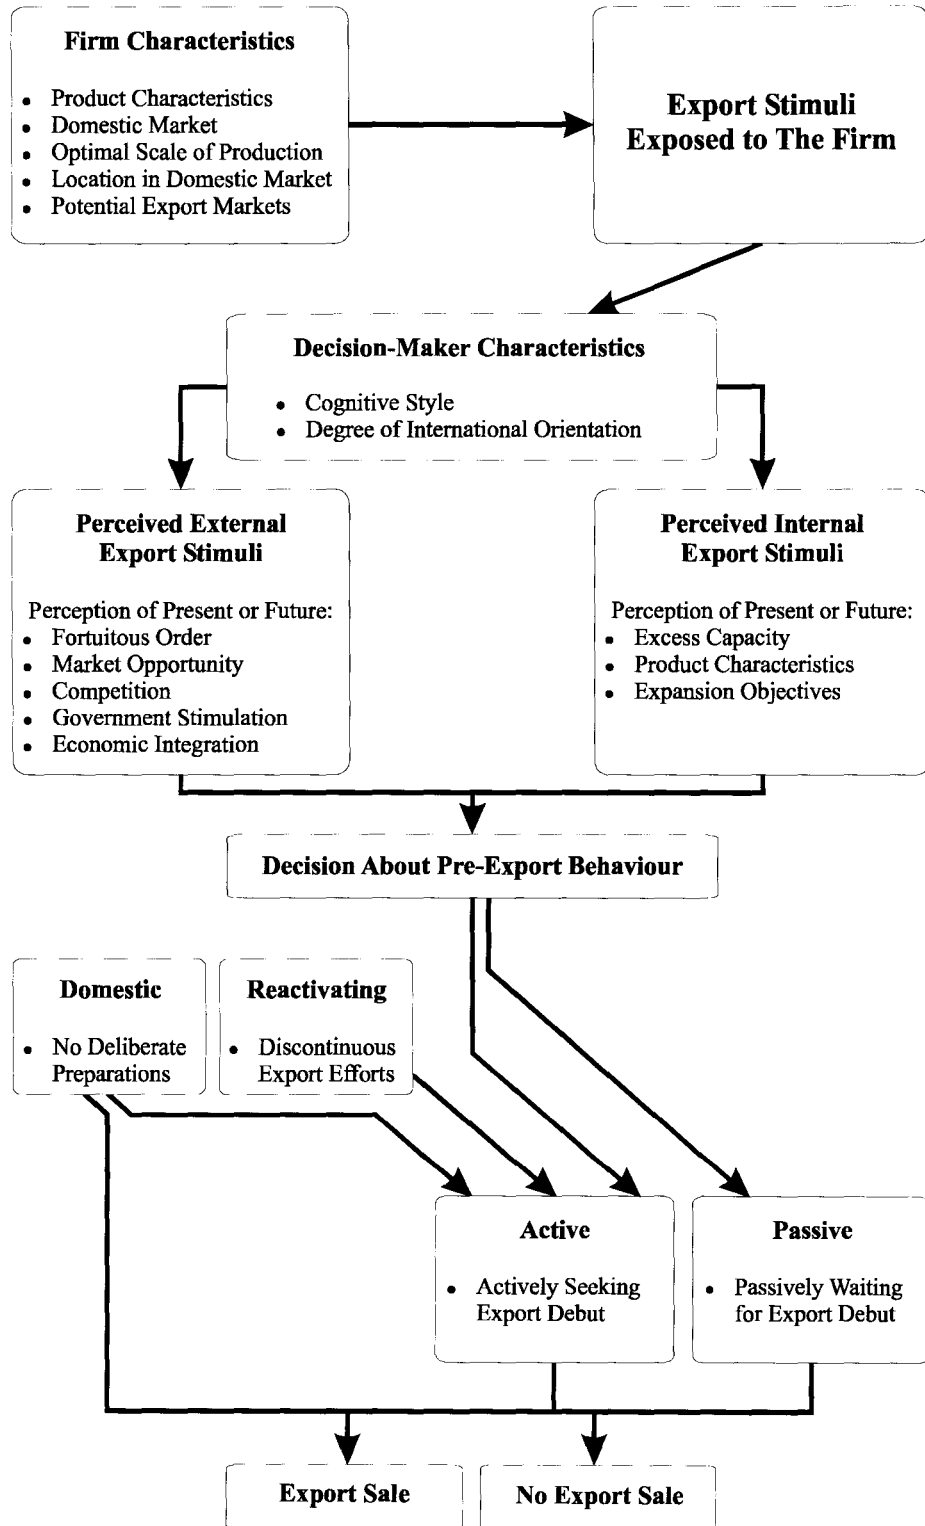 Firm Characteristics
• Product Characteristics
• Domestic Market
• Optimal Scale of Production
• Location in Domestic Market
• Potential Export Markets
Export Stimuli
Exposed to The Firm
Decision-Maker Characteristics
• Cognitive Style
• Degree of International Orientation
Perceived External
Export Stimuli
Perception of Present or Future:
• Fortuitous Order
• Market Opportunity
• Competition
• Government Stimulation
• Economic Integration
Perceived Internal
Export Stimuli
Perception of Present or Future:
• Excess Capacity
• Product Characteristics
• Expansion Objectives
Decision About Pre-Export Behaviour
Domestic
• No Deliberate
Preparations
Reactivating
• Discontinuous
Export Efforts
Active
• Actively Seeking
Export Debut
Passive
• Passively Waiting
for Export Debut
Export Sale
No Export Sale